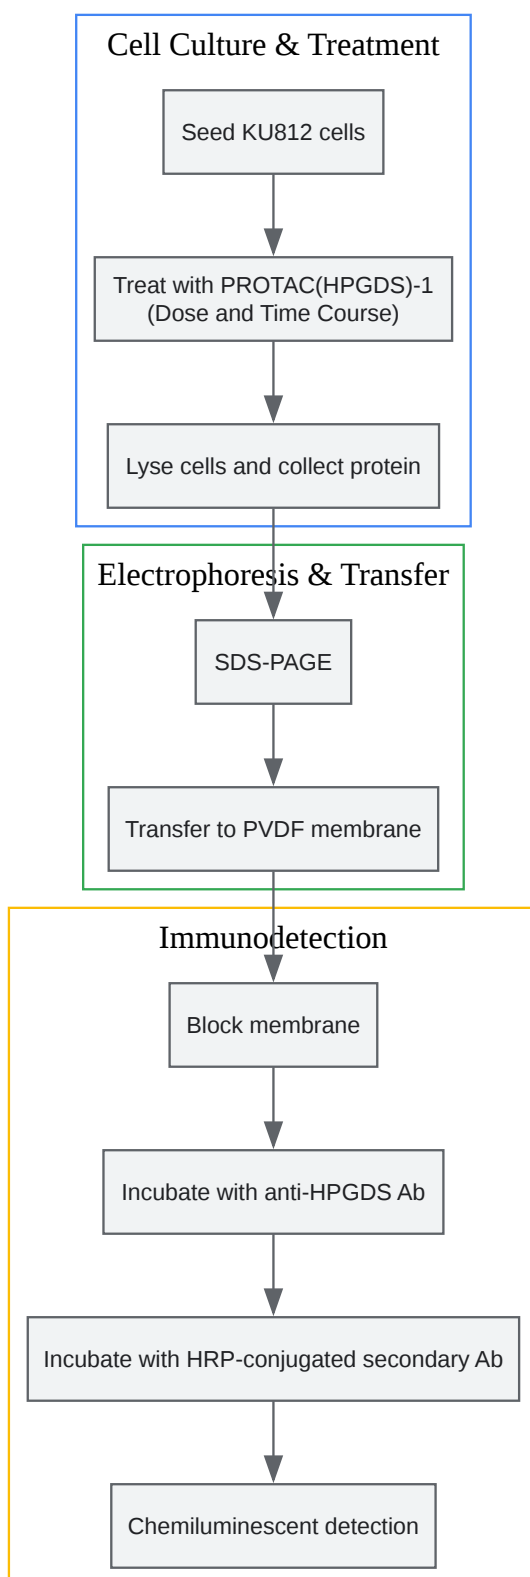 Cell Culture & Treatment
Seed KU812 cells
Treat with PROTAC(HPGDS)-1
(Dose and Time Course)
Lyse cells and collect protein
Electrophoresis & Transfer
SDS-PAGE
Transfer to PVDF membrane
Immunodetection
Block membrane
Incubate with anti-HPGDS Ab
Incubate with HRP-conjugated secondary Ab
Chemiluminescent detection